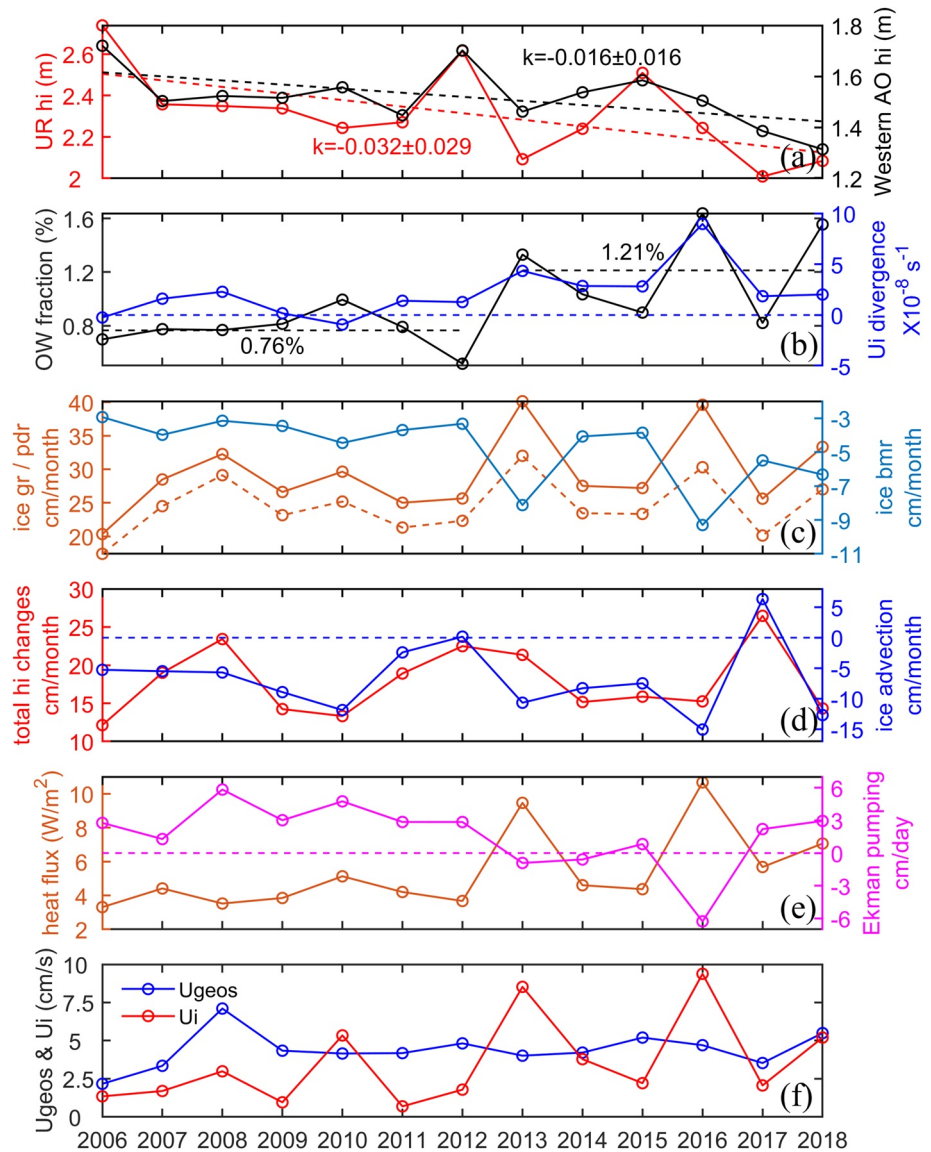 UR hi (m)
2.6
2.4
2.2
2
k=-0.016±0.016
k=-0.032±0.029
(a)
1.8
1.6
1.4
1.2
Western AO hi (m)
OW fraction (%)
1.6
1.2
0.8
1.21%
0.76%
(b)
10
5
0
-5
Ui divergence
X10⁻⁸ s⁻¹
ice gr / pdr
cm/month
40
35
30
25
20
(c)
-3
-5
-7
-9
-11
ice bmr
cm/month
total hi changes
cm/month
30
25
20
15
10
(d)
5
0
-5
-10
-15
ice advection
cm/month
heat flux (W/m²)
10
8
6
4
2
(e)
6
3
0
-3
-6
Ekman pumping
cm/day
Ugeos & Ui (cm/s)
10
7.5
5
2.5
0
Ugeos
Ui
(f)
2006 2007 2008 2009 2010 2011 2012 2013 2014 2015 2016 2017 2018